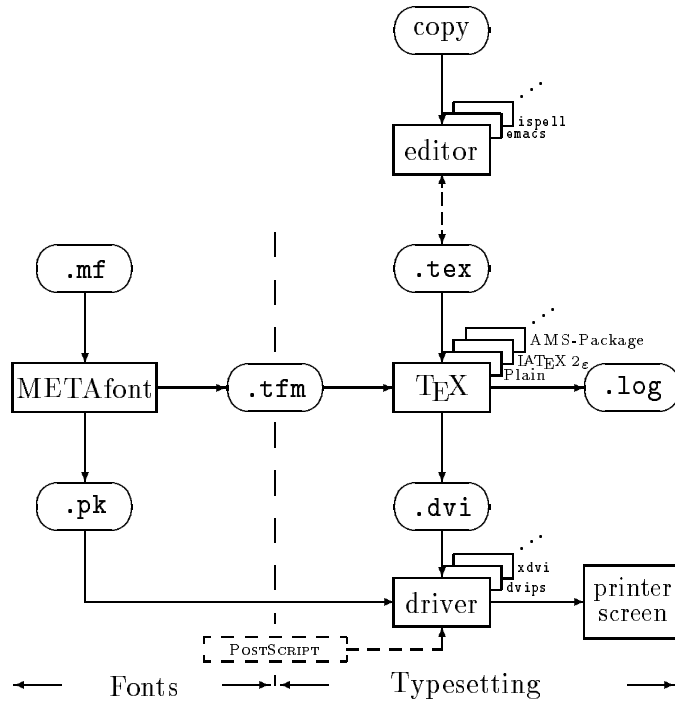 copy
ispell
emacs
editor
.mf
.tex
AMS-Package
LATEX 2ε
Plain
METAfont
.tfm
TEX
.log
.pk
.dvi
xdvi
dvips
driver
printer
screen
POSTSCRIPT
Fonts
Typesetting